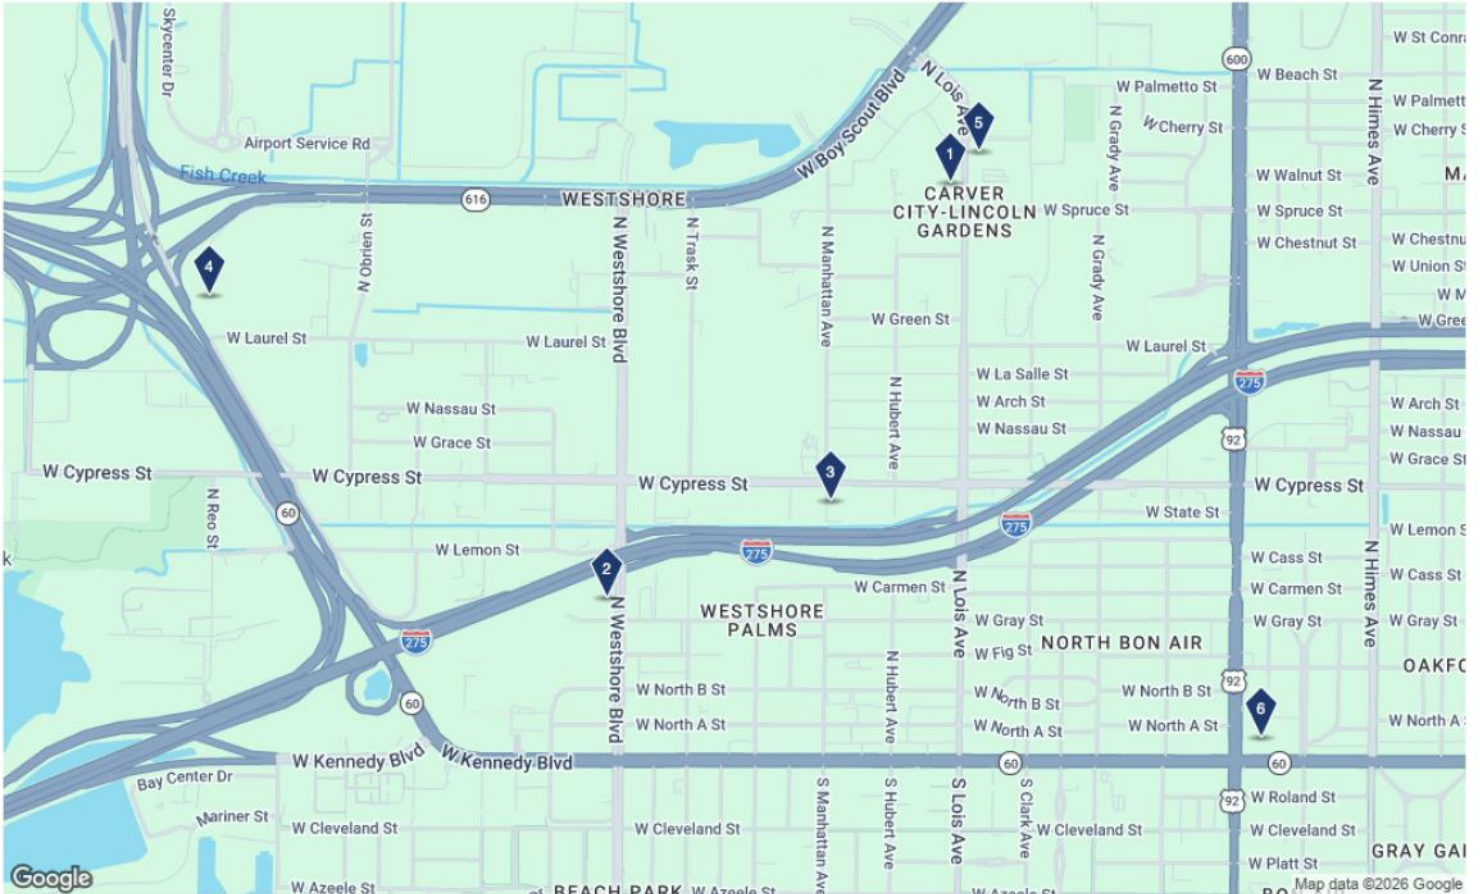 Skycenter Dr
Airport Service Rd
Fish Creek
616
WESTSHORE
W Boy Scout Blvd
N Lois Ave
5
1
CARVER
CITY-LINCOLN
GARDENS
W Palmetto St
W Cherry St
N Grady Ave
W Spruce St
600
W Beach St
W St Conr
N Himes Ave
W Palmett
W Cherry S
W Walnut St
M
W Spruce St
W Chestnut St
W Chestnu
W Union St
W M
W Gree
4
N Obrien St
N Westshore Blvd
N Trask St
N Manhattan Ave
N Grady Ave
W Green St
W Laurel St
W Laurel St
W Laurel St
275
W La Salle St
W Arch St
W Nassau St
N Hubert Ave
W Nassau St
W Grace St
92
W Arch St
W Nassau
W Grace St
W Cypress St
W Cypress St
W Cypress St
3
W Cypress St
N Reo St
60
W State St
275
W Lemon S
k
W Lemon St
2
275
W Cass St
W Cass St
W Carmen St
W Carmen St
N Lois Ave
N Himes Ave
WESTSHORE
PALMS
W Gray St
W Gray St
W Gray St
275
N Westshore Blvd
W Fig St
NORTH BON AIR
OAKFO
N Hubert Ave
W North B St
W North B St
W North B St
92
6
60
W North A St
W North A St
W North A St
W North A
W Kennedy Blvd
W Kennedy Blvd
60
60
Bay Center Dr
Mariner St
S Manhattan Ave
S Hubert Ave
S Lois Ave
S Clark Ave
92
W Roland St
W Cleveland St
W Cleveland St
W Cleveland St
W Cleveland St
GRAY GAI
W Platt St
W Azeele St
BEACH PARK
W Azeele St
W Azeele St
Google
Map data ©2026 Google